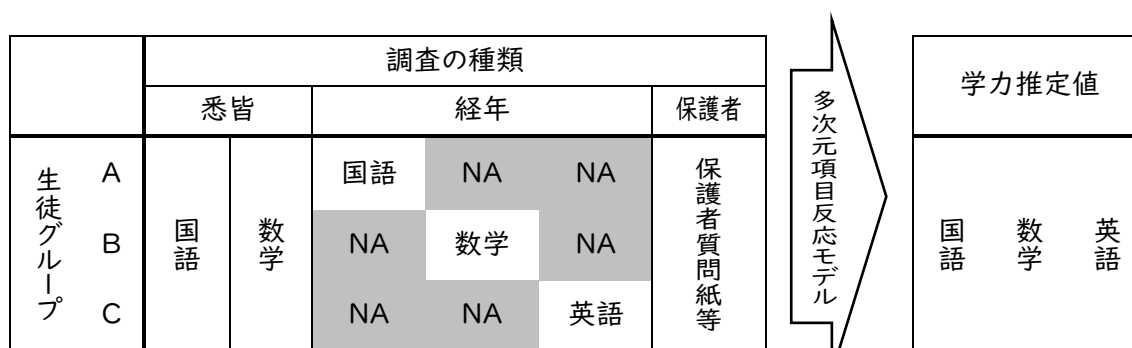 調査の種類
悉皆
経年
保護者
生徒グループ
A
B
C
国語
数学
国語
NA
NA
NA
数学
NA
NA
NA
英語
保護者質問紙等
多次元項目反応モデル
学力推定値
国語
数学
英語